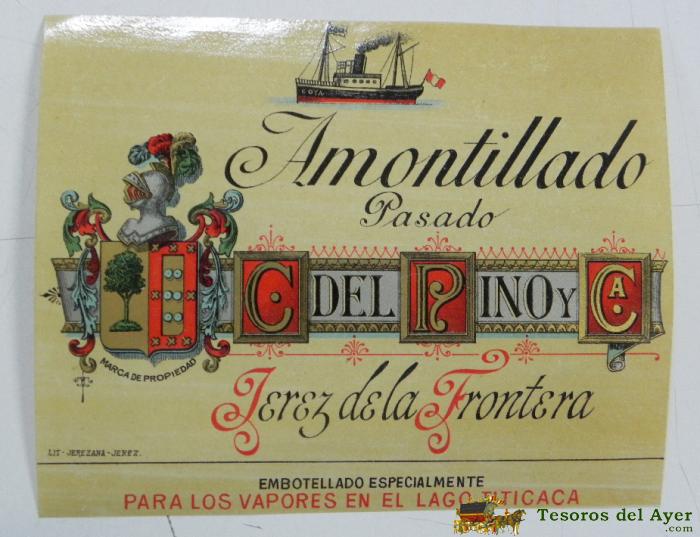 COYA
Amontillado
Pasado
C. DEL PINO Y CA.
MARCA DE PROPIEDAD
Jerez de la Frontera
LIT-JEREZANA-JEREZ.
EMBOTELLADO ESPECIALMENTE
PARA LOS VAPORES EN EL LAGO TITICACA
Tesoros del Ayer
.com